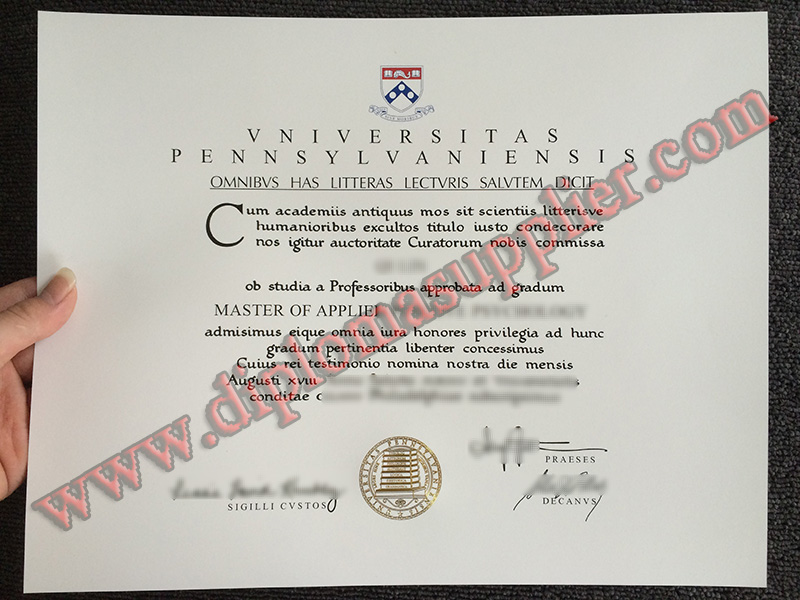 VNIVERSITAS
PENNSYLVANIENSIS
OMNIBVS HAS LITTERAS LECTVRIS SALVTEM DICIT
Cum academiis antiquus mos sit scientiis litterisve
humanioribus excultos titulo iusto condecorare
nos igitur auctoritate Curatorum nobis commissa
ob studia a Professoribus approbata ad gradum
MASTER OF APPLIED PSYCHOLOGY
admisimus eique omnia iura honores privilegia ad hunc
gradum pertinentia libenter concessimus
Cuius rei testimonio nomina nostra die mensis
Augusti xviii
conditae
PRAESES
SIGILLI CVSTOS
DECANVS
www.diplomasupplier.com